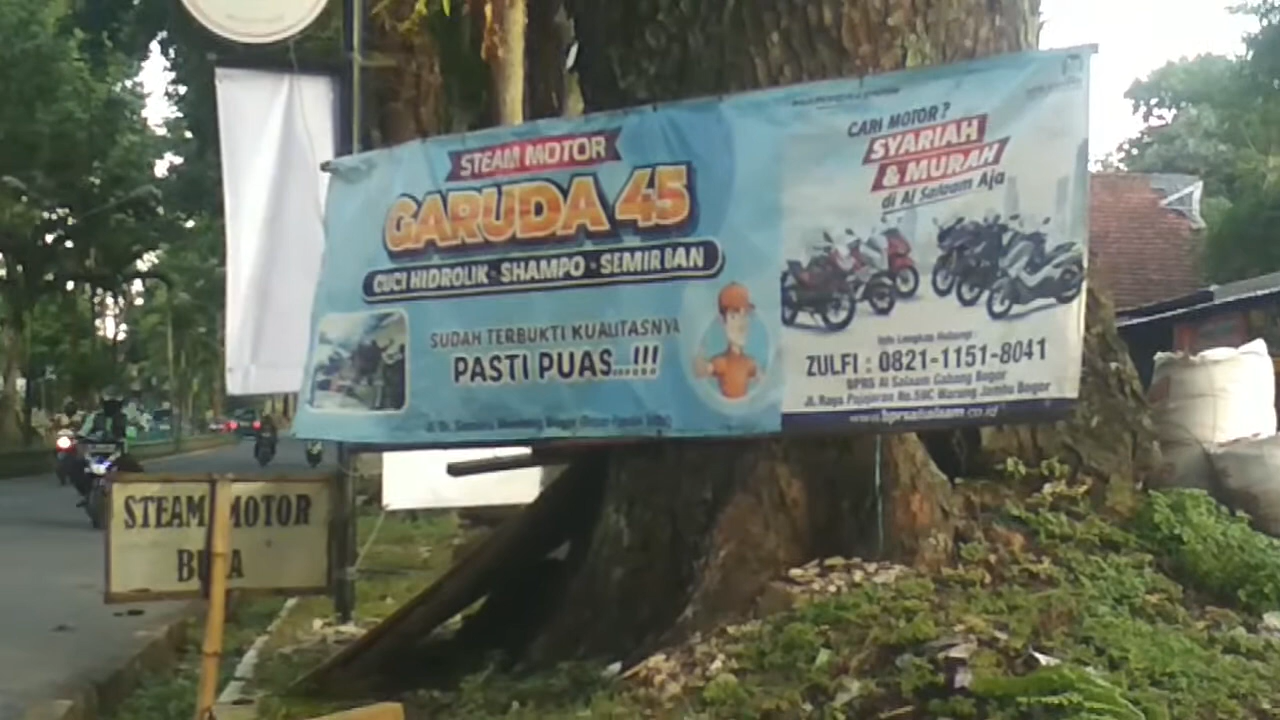 STEAM MOTOR
GARUDA 45
CUCI HIDROLIK - SHAMPO - SEMIR BAN
SUDAH TERBUKTI KUALITASNYA
PASTI PUAS...!!!
CARI MOTOR?
SYARIAH
& MURAH
di Al Salaam Aja
Info Lengkap Hubungi :
ZULFI : 0821-1151-8041
BPRS Al Salaam Cabang Bogor
Jl. Raya Pajajaran No.59C Warung Jambu Bogor
www.bprsalsalaam.co.id
STEAM MOTOR
BUKA